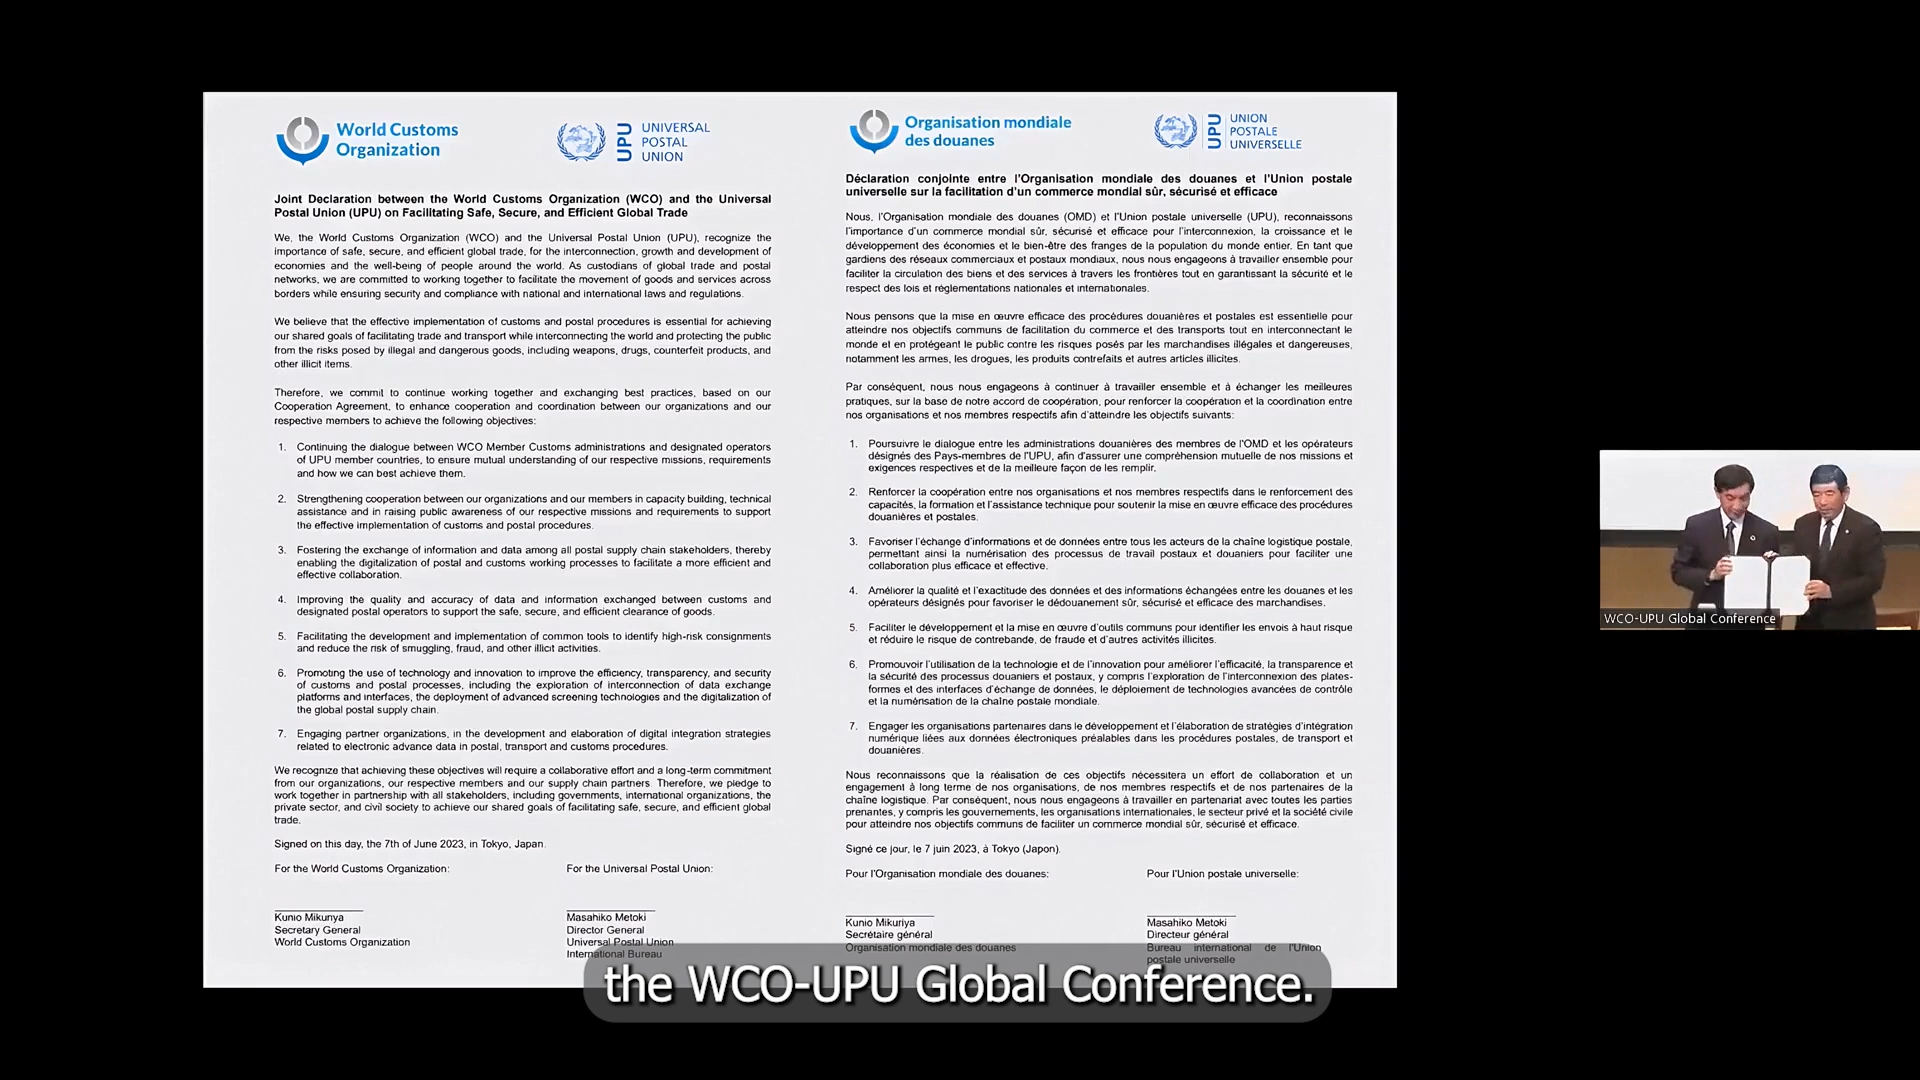 World Customs
Organization
UPU
UNIVERSAL
POSTAL
UNION
Joint Declaration between the World Customs Organization (WCO) and the Universal
Postal Union (UPU) on Facilitating Safe, Secure, and Efficient Global Trade
We, the World Customs Organization (WCO) and the Universal Postal Union (UPU), recognize the
importance of safe, secure, and efficient global trade, for the interconnection, growth and development of
economies and the well-being of people around the world. As custodians of global trade and postal
networks, we are committed to working together to facilitate the movement of goods and services across
borders while ensuring security and compliance with national and international laws and regulations.
We believe that the effective implementation of customs and postal procedures is essential for achieving
our shared goals of facilitating trade and transport while interconnecting the world and protecting the public
from the risks posed by illegal and dangerous goods, including weapons, drugs, counterfeit products, and
other illicit items.
Therefore, we commit to continue working together and exchanging best practices, based on our
Cooperation Agreement, to enhance cooperation and coordination between our organizations and our
respective members to achieve the following objectives:
1. Continuing the dialogue between WCO Member Customs administrations and designated operators
of UPU member countries, to ensure mutual understanding of our respective missions, requirements
and how we can best achieve them.
2. Strengthening cooperation between our organizations and our members in capacity building, technical
assistance and in raising public awareness of our respective missions and requirements to support
the effective implementation of customs and postal procedures.
3. Fostering the exchange of information and data among all postal supply chain stakeholders, thereby
enabling the digitalization of postal and customs working processes to facilitate a more efficient and
effective collaboration.
4. Improving the quality and accuracy of data and information exchanged between customs and
designated postal operators to support the safe, secure, and efficient clearance of goods.
5. Facilitating the development and implementation of common tools to identify high-risk consignments
and reduce the risk of smuggling, fraud, and other illicit activities.
6. Promoting the use of technology and innovation to improve the efficiency, transparency, and security
of customs and postal processes, including the exploration of interconnection of data exchange
platforms and interfaces, the deployment of advanced screening technologies and the digitalization of
the global postal supply chain.
7. Engaging partner organizations, in the development and elaboration of digital integration strategies
related to electronic advance data in postal, transport and customs procedures.
We recognize that achieving these objectives will require a collaborative effort and a long-term commitment
from our organizations, our respective members and our supply chain partners. Therefore, we pledge to
work together in partnership with all stakeholders, including governments, international organizations, the
private sector, and civil society to achieve our shared goals of facilitating safe, secure, and efficient global
trade.
Signed on this day, the 7th of June 2023, in Tokyo, Japan.
For the World Customs Organization:
For the Universal Postal Union:
Kunio Mikuriya
Secretary General
World Customs Organization
Masahiko Metoki
Director General
Universal Postal Union
International Bureau
Organisation mondiale
des douanes
UPU
UNION
POSTALE
UNIVERSELLE
Déclaration conjointe entre l'Organisation mondiale des douanes et l'Union postale
universelle sur la facilitation d'un commerce mondial sûr, sécurisé et efficace
Nous, l'Organisation mondiale des douanes (OMD) et l'Union postale universelle (UPU), reconnaissons
l'importance d'un commerce mondial sûr, sécurisé et efficace pour l'interconnexion, la croissance et le
développement des économies et le bien-être des franges de la population du monde entier. En tant que
gardiens des réseaux commerciaux et postaux mondiaux, nous nous engageons à travailler ensemble pour
faciliter la circulation des biens et des services à travers les frontières tout en garantissant la sécurité et le
respect des lois et réglementations nationales et internationales.
Nous pensons que la mise en œuvre efficace des procédures douanières et postales est essentielle pour
atteindre nos objectifs communs de facilitation du commerce et des transports tout en interconnectant le
monde et en protégeant le public contre les risques posés par les marchandises illégales et dangereuses,
notamment les armes, les drogues, les produits contrefaits et autres articles illicites.
Par conséquent, nous nous engageons à continuer à travailler ensemble et à échanger les meilleures
pratiques, sur la base de notre accord de coopération, pour renforcer la coopération et la coordination entre
nos organisations et nos membres respectifs afin d'atteindre les objectifs suivants:
1. Poursuivre le dialogue entre les administrations douanières des membres de l'OMD et les opérateurs
désignés des Pays-membres de l'UPU, afin d'assurer une compréhension mutuelle de nos missions et
exigences respectives et de la meilleure façon de les remplir.
2. Renforcer la coopération entre nos organisations et nos membres respectifs dans le renforcement des
capacités, la formation et l'assistance technique pour soutenir la mise en œuvre efficace des procédures
douanières et postales.
3. Favoriser l'échange d'informations et de données entre tous les acteurs de la chaîne logistique postale,
permettant ainsi la numérisation des processus de travail postaux et douaniers pour faciliter une
collaboration plus efficace et effective.
4. Améliorer la qualité et l'exactitude des données et des informations échangées entre les douanes et les
opérateurs désignés pour favoriser le dédouanement sûr, sécurisé et efficace des marchandises.
5. Faciliter le développement et la mise en œuvre d'outils communs pour identifier les envois à haut risque
et réduire le risque de contrebande, de fraude et d'autres activités illicites.
6. Promouvoir l'utilisation de la technologie et de l'innovation pour améliorer l'efficacité, la transparence et
la sécurité des processus douaniers et postaux, y compris l'exploration de l'interconnexion des plates-
formes et des interfaces d'échange de données, le déploiement de technologies avancées de contrôle
et la numérisation de la chaîne postale mondiale.
7. Engager les organisations partenaires dans le développement et l'élaboration de stratégies d'intégration
numérique liées aux données électroniques préalables dans les procédures postales, de transport et
douanières.
Nous reconnaissons que la réalisation de ces objectifs nécessitera un effort de collaboration et un
engagement à long terme de nos organisations, de nos membres respectifs et de nos partenaires de la
chaîne logistique. Par conséquent, nous nous engageons à travailler en partenariat avec toutes les parties
prenantes, y compris les gouvernements, les organisations internationales, le secteur privé et la société civile
pour atteindre nos objectifs communs de faciliter un commerce mondial sûr, sécurisé et efficace.
Signé ce jour, le 7 juin 2023, à Tokyo (Japon).
Pour l'Organisation mondiale des douanes:
Pour l'Union postale universelle:
Kunio Mikuriya
Secrétaire général
Organisation mondiale des douanes
Masahiko Metoki
Directeur général
Bureau international de l'Union
postale universelle
WCO-UPU Global Conference
the WCO-UPU Global Conference.